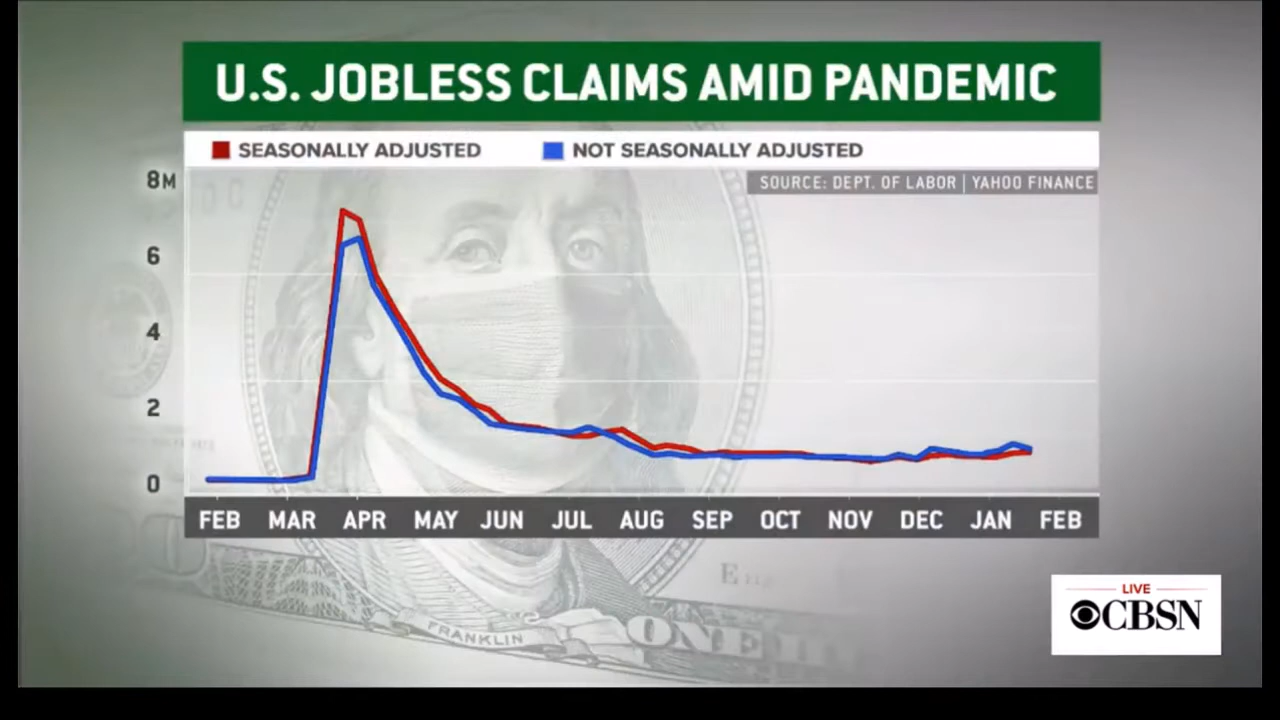 U.S. JOBLESS CLAIMS AMID PANDEMIC
SEASONALLY ADJUSTED
NOT SEASONALLY ADJUSTED
SOURCE: DEPT. OF LABOR | YAHOO FINANCE
8M
6
4
2
0
FEB MAR APR MAY JUN JUL AUG SEP OCT NOV DEC JAN FEB
FRANKLIN
ONE
LIVE
CBSN